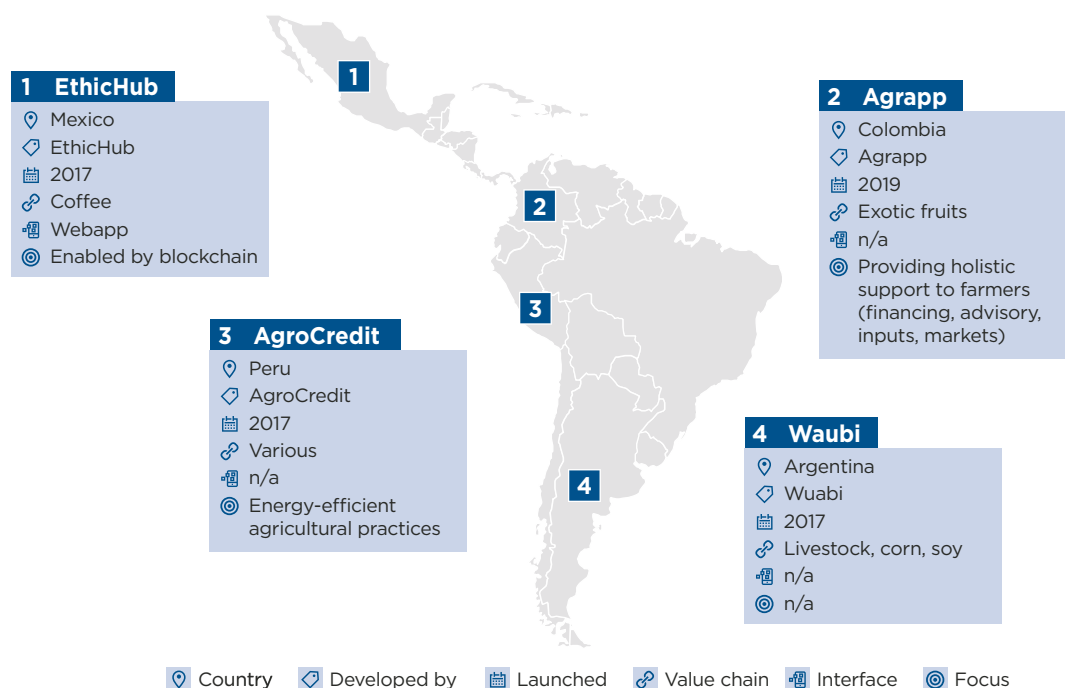 1 EthicHub
Mexico
EthicHub
2017
Coffee
Webapp
Enabled by blockchain
1
2 Agrapp
Colombia
Agrapp
2019
Exotic fruits
n/a
Providing holistic
support to farmers
(financing, advisory,
inputs, markets)
2
3
3 AgroCredit
Peru
AgroCredit
2017
Various
n/a
Energy-efficient
agricultural practices
4 Waubi
Argentina
Wuabi
2017
Livestock, corn, soy
n/a
n/a
4
Country Developed by Launched Value chain Interface Focus